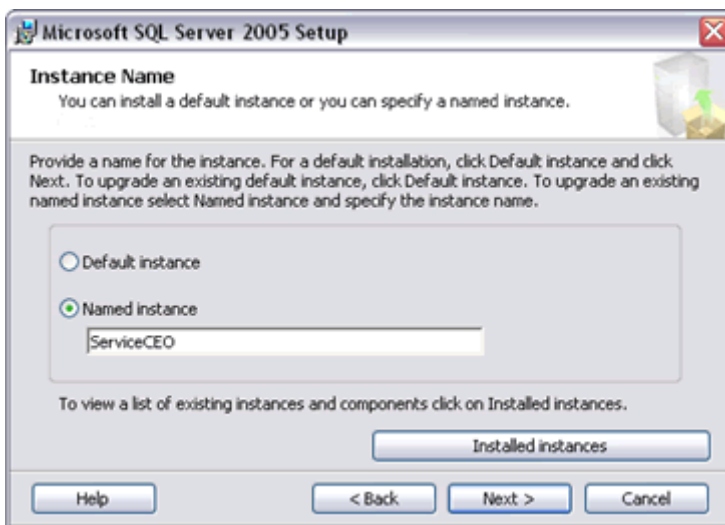 Microsoft SQL Server 2005 Setup
Instance Name
You can install a default instance or you can specify a named instance.
Provide a name for the instance. For a default installation, click Default instance and click
Next. To upgrade an existing default instance, click Default instance. To upgrade an existing
named instance select Named instance and specify the instance name.
Default instance
Named instance
ServiceCEO
To view a list of existing instances and components click on Installed instances.
Installed instances
Help
< Back
Next >
Cancel